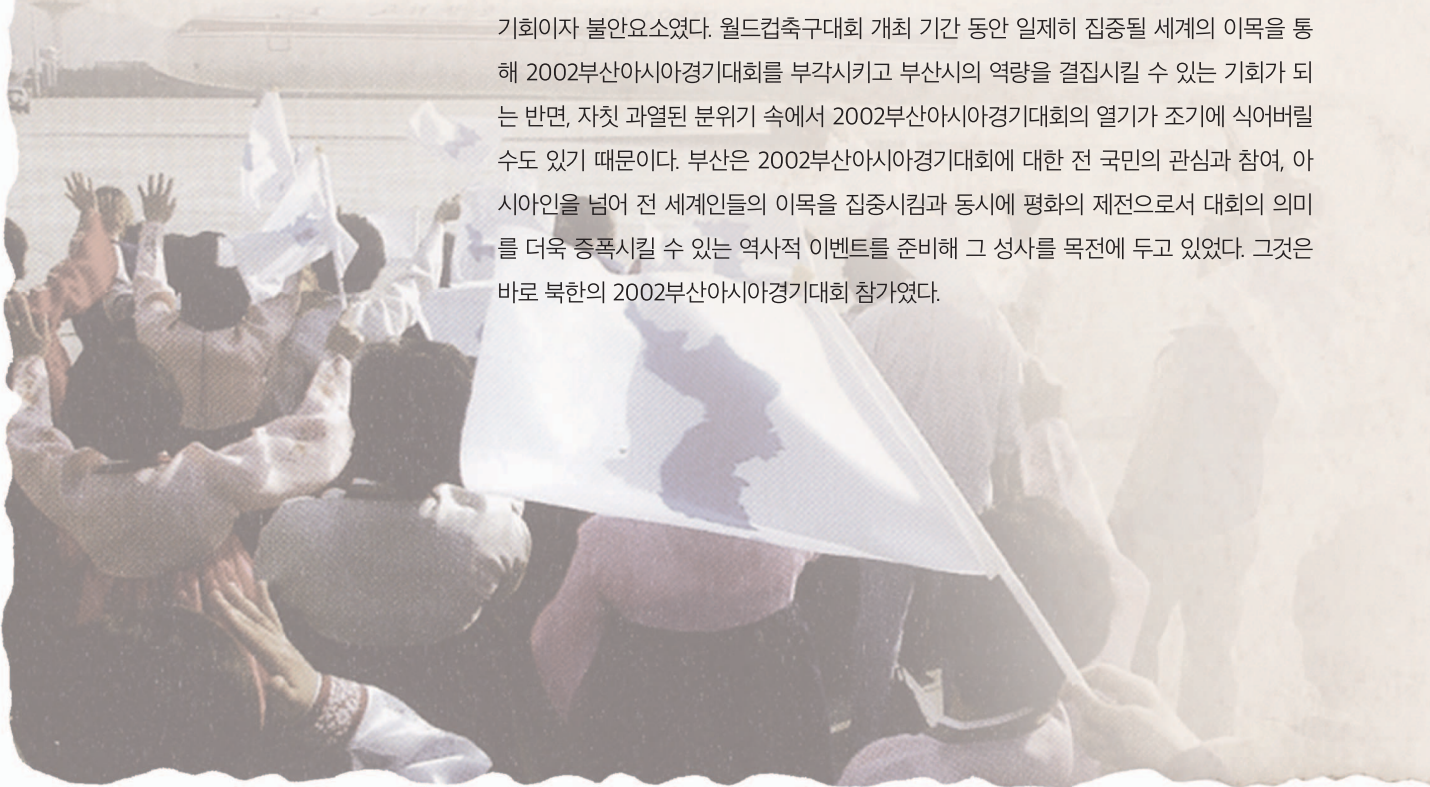 기회이자 불안요소였다. 월드컵축구대회 개최 기간 동안 일제히 집중될 세계의 이목을 통
해 2002부산아시아경기대회를 부각시키고 부산시의 역량을 결집시킬 수 있는 기회가 되
는 반면, 자칫 과열된 분위기 속에서 2002부산아시아경기대회의 열기가 조기에 식어버릴
수도 있기 때문이다. 부산은 2002부산아시아경기대회에 대한 전 국민의 관심과 참여, 아
시아인을 넘어 전 세계인들의 이목을 집중시킴과 동시에 평화의 제전으로서 대회의 의미
를 더욱 증폭시킬 수 있는 역사적 이벤트를 준비해 그 성사를 목전에 두고 있었다. 그것은
바로 북한의 2002부산아시아경기대회 참가였다.